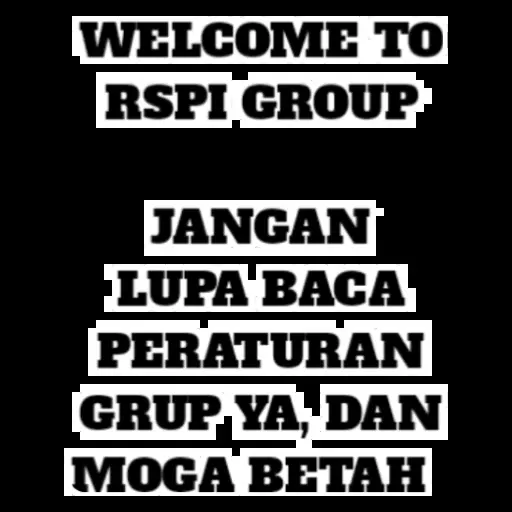 WELCOME TO
RSPI GROUP
JANGAN
LUPA BACA
PERATURAN
GRUP YA, DAN
MOGA BETAH